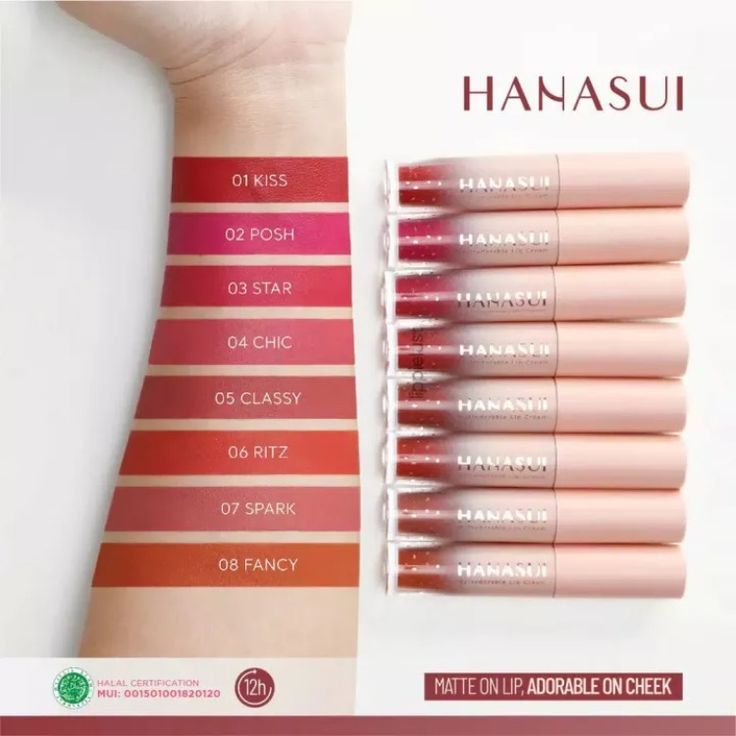 HANASUI
01 KISS
02 POSH
03 STAR
04 CHIC
05 CLASSY
06 RITZ
07 SPARK
08 FANCY
HANASUI
HANASUI
HANASUI
HANASUI
HANASUI
HANASUI
HANASUI
HANASUI
HALAL CERTIFICATION
MUI: 001501001820120
12h
MATTE ON LIP, ADORABLE ON CHEEK